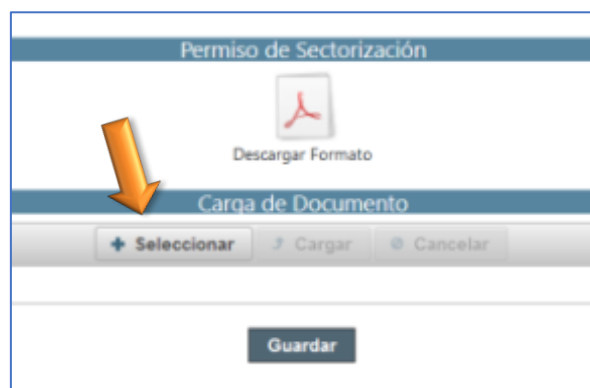 Permiso de Sectorización
Descargar Formato
Carga de Documento
Seleccionar Cargar Cancelar
Guardar